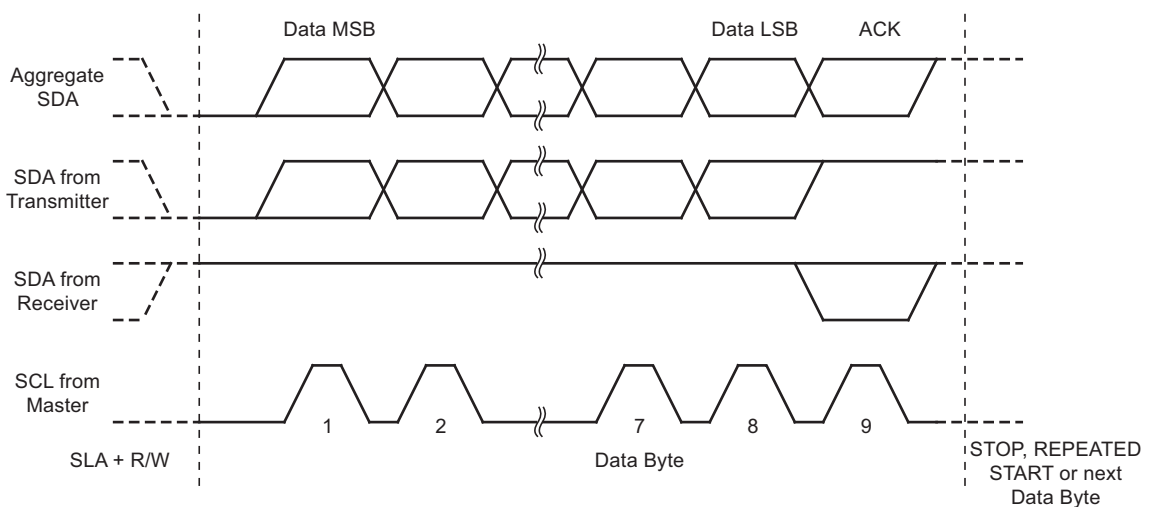 Data MSB
Data LSB
ACK
Aggregate
SDA
SDA from
Transmitter
SDA from
Receiver
SCL from
Master
1
2
7
8
9
SLA + R/W
Data Byte
STOP, REPEATED
START or next
Data Byte